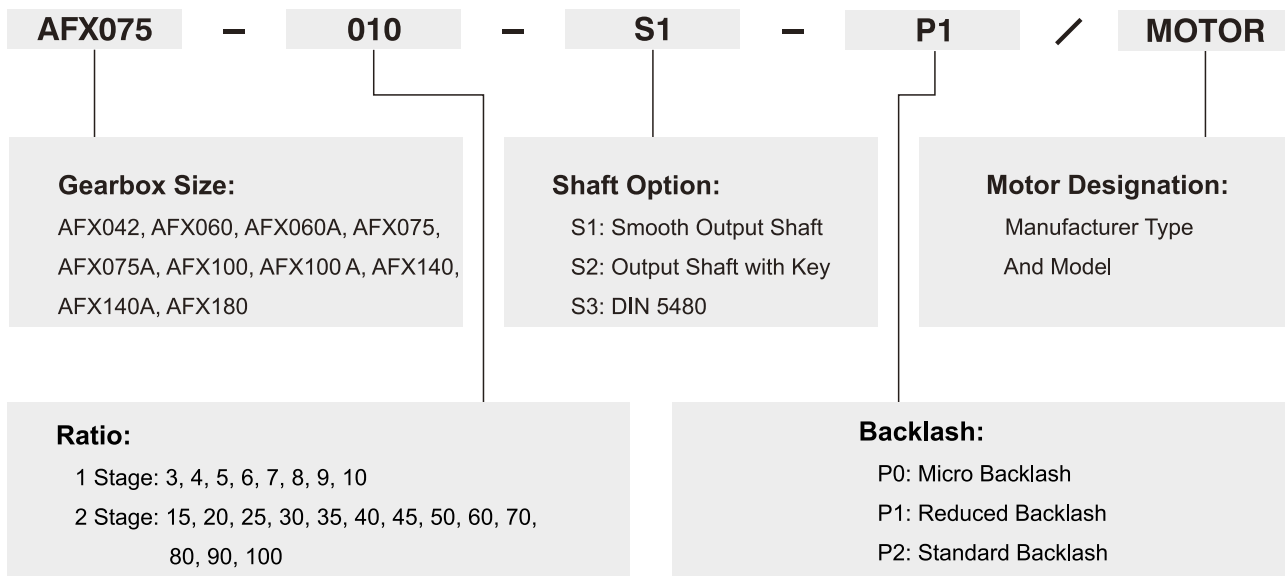 AFX075 – 010 – S1 – P1 / MOTOR
Gearbox Size:
AFX042, AFX060, AFX060A, AFX075,
AFX075A, AFX100, AFX100 A, AFX140,
AFX140A, AFX180
Shaft Option:
S1: Smooth Output Shaft
S2: Output Shaft with Key
S3: DIN 5480
Motor Designation:
Manufacturer Type
And Model
Ratio:
1 Stage: 3, 4, 5, 6, 7, 8, 9, 10
2 Stage: 15, 20, 25, 30, 35, 40, 45, 50, 60, 70,
80, 90, 100
Backlash:
P0: Micro Backlash
P1: Reduced Backlash
P2: Standard Backlash